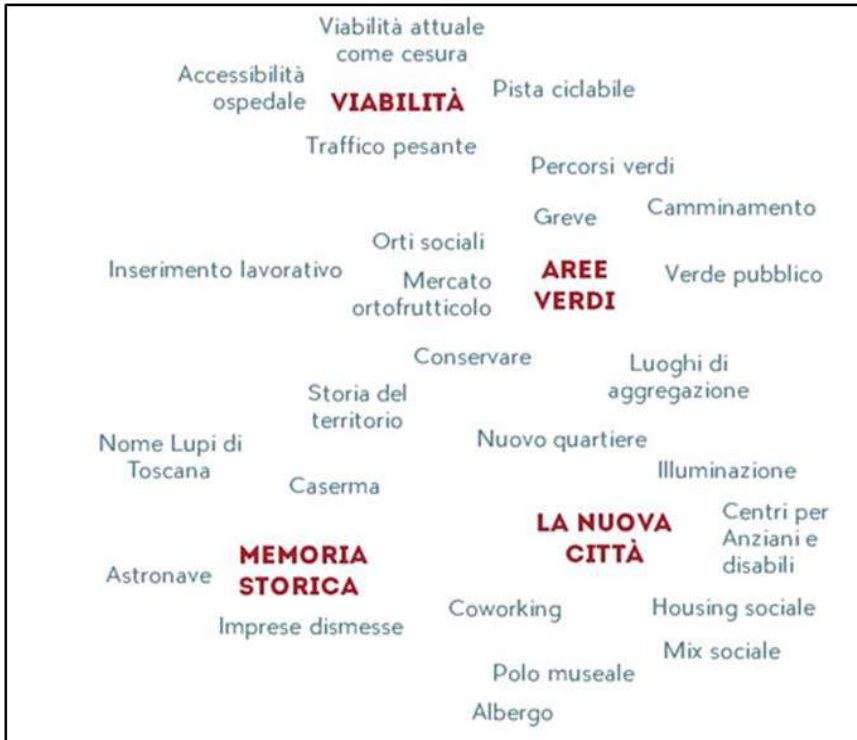 Viabilità attuale
come cesura
Accessibilità
ospedale
VIABILITÀ
Pista ciclabile
Traffico pesante
Percorsi verdi
Greve
Camminamento
Orti sociali
Inserimento lavorativo
Mercato
ortofrutticolo
AREE
VERDI
Verde pubblico
Conservare
Luoghi di
aggregazione
Storia del
territorio
Nome Lupi di
Toscana
Nuovo quartiere
Illuminazione
Caserma
LA NUOVA
CITTÀ
Centri per
Anziani e
disabili
Astronave
MEMORIA
STORICA
Imprese dismesse
Coworking
Housing sociale
Mix sociale
Polo museale
Albergo